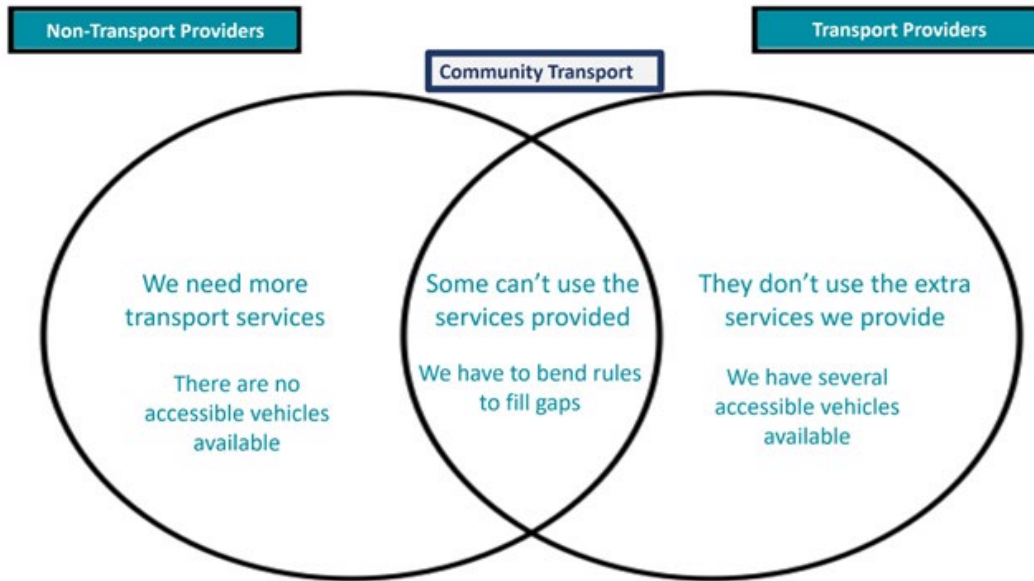 Non-Transport Providers
Transport Providers
Community Transport
We need more
transport services
There are no
accessible vehicles
available
Some can’t use the
services provided
We have to bend rules
to fill gaps
They don’t use the extra
services we provide
We have several
accessible vehicles
available